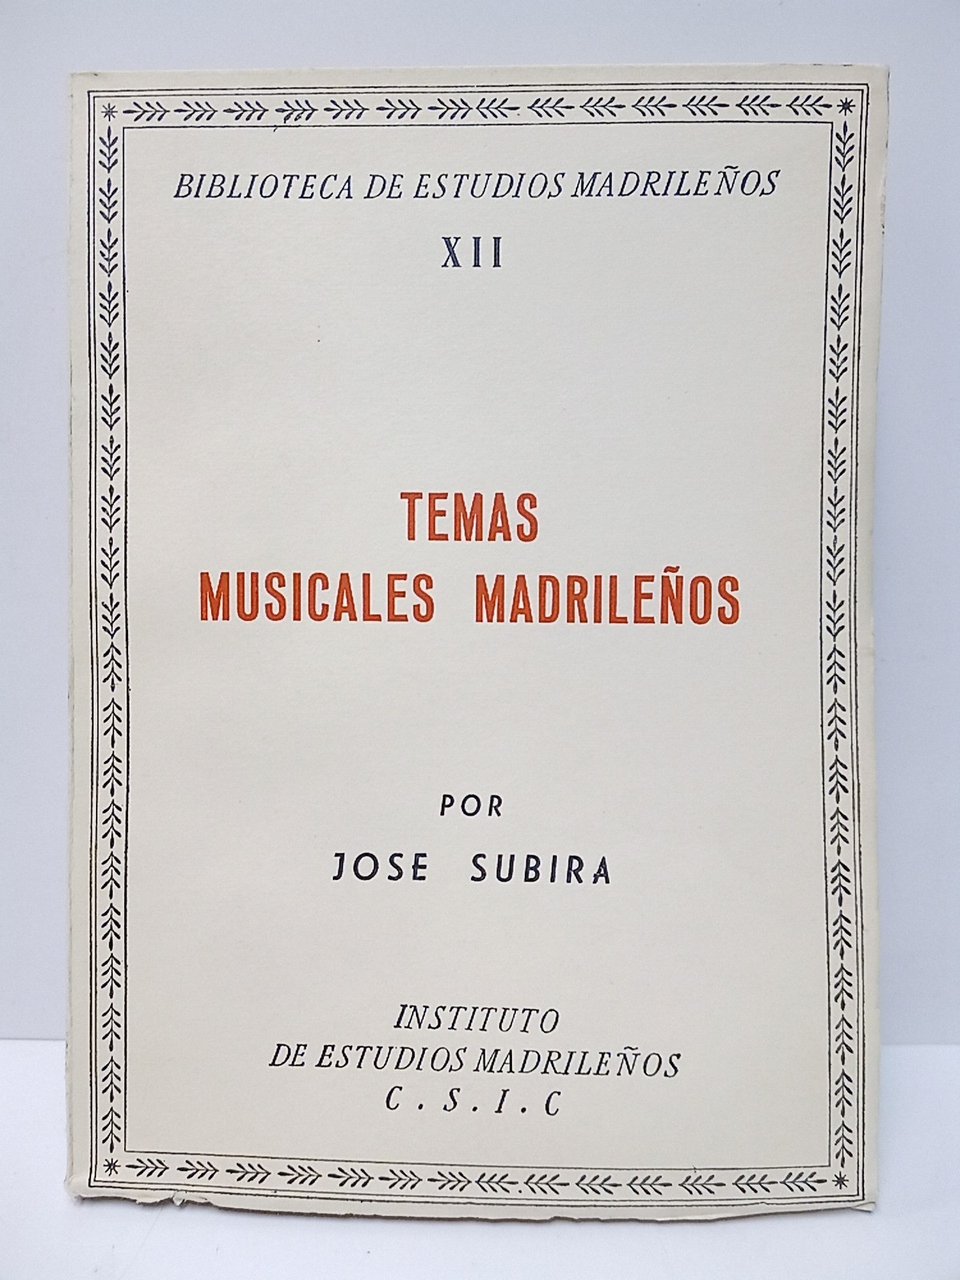 BIBLIOTECA DE ESTUDIOS MADRILEÑOS
XII
TEMAS
MUSICALES MADRILEÑOS
POR
JOSE SUBIRA
INSTITUTO
DE ESTUDIOS MADRILEÑOS
C . S . I . C